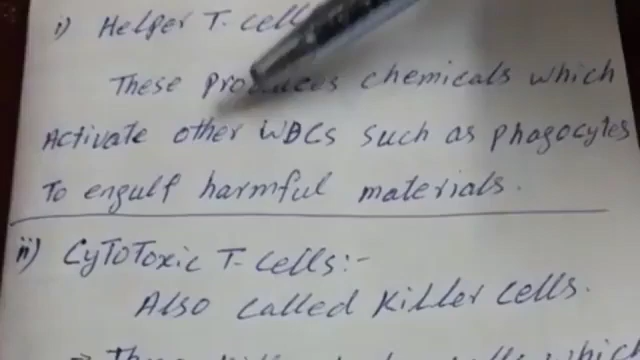 i) Helper T. cell
These produces chemicals which
Activate other WBCs such as phagocytes
To engulf harmful materials.
ii) CyToToxic T-cells:-
Also called Killer cells.
which